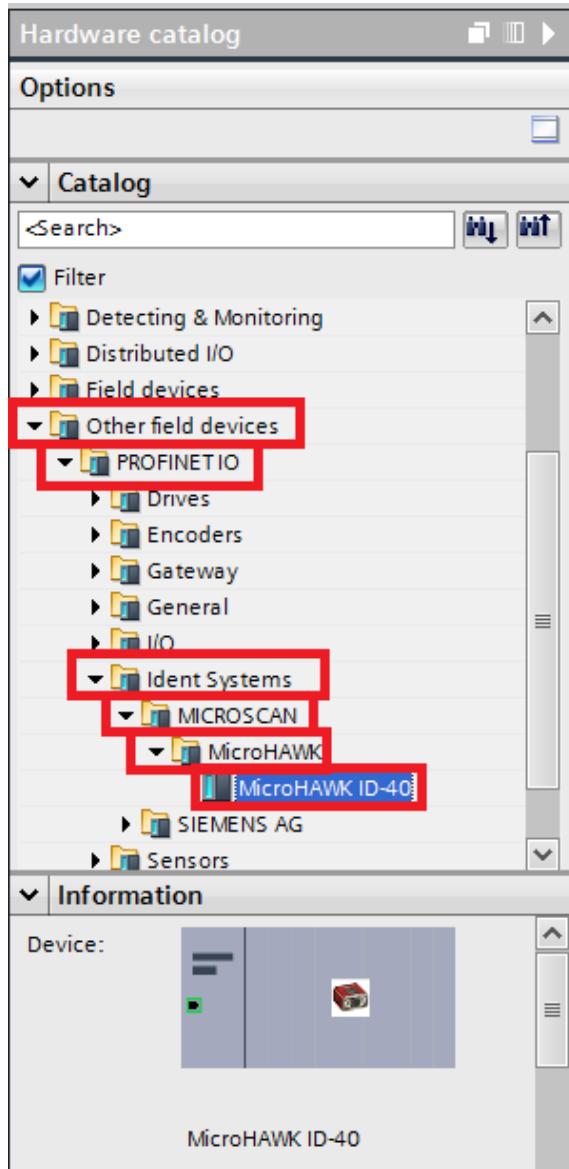 Hardware catalog
Options
Catalog
<Search>
Filter
Detecting & Monitoring
Distributed I/O
Field devices
Other field devices
PROFINET IO
Drives
Encoders
Gateway
General
I/O
Ident Systems
MICROSCAN
MicroHAWK
MicroHAWK ID-40
SIEMENS AG
Sensors
Information
Device:
MicroHAWK ID-40